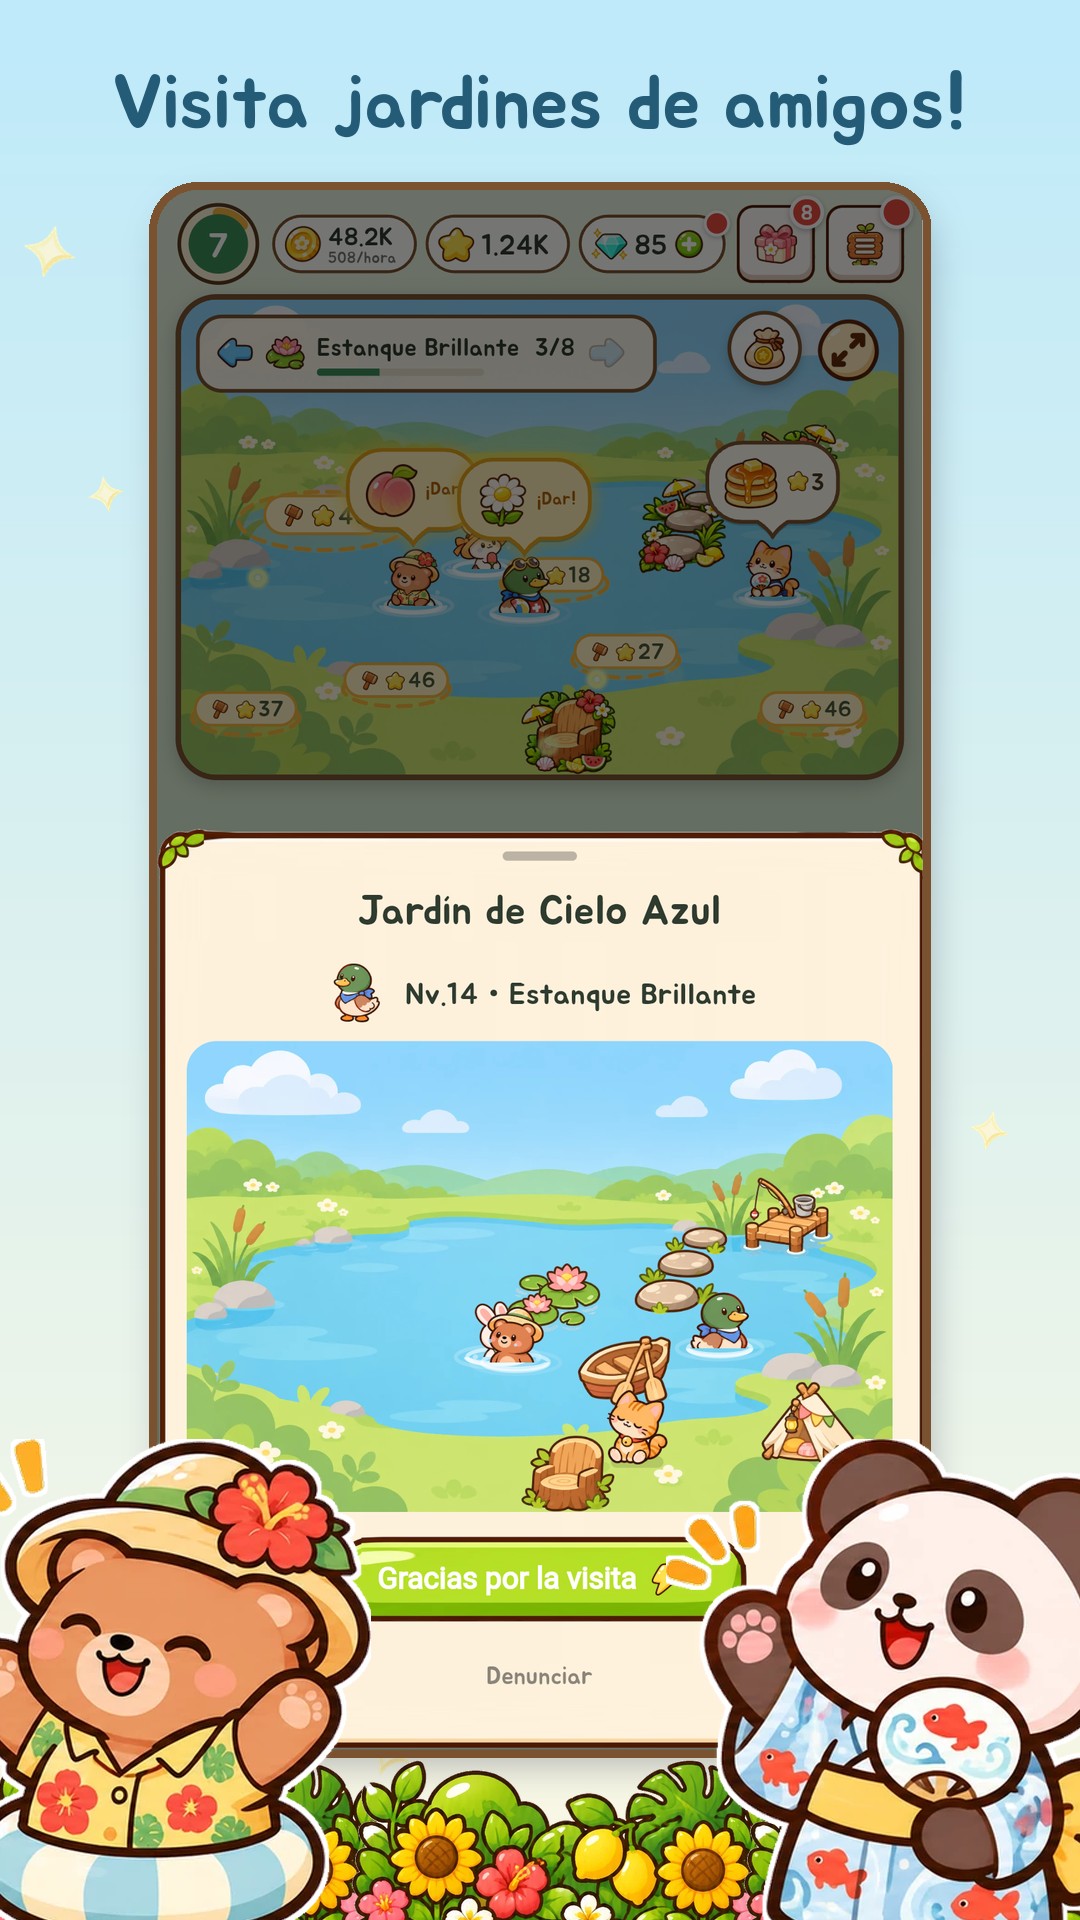 Visita jardines de amigos!
7
48.2K
508/hora
1.24K
85
8
Estanque Brillante 3/8
¡Dar!
3
18
27
46
37
46
Jardín de Cielo Azul
Nv.14 • Estanque Brillante
Gracias por la visita
Denunciar